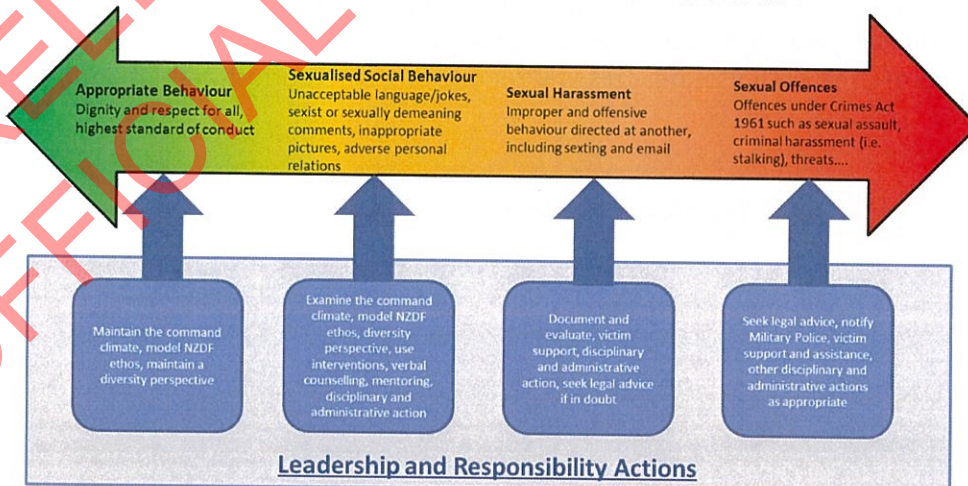 Appropriate Behaviour
Dignity and respect for all,
highest standard of conduct
Sexualised Social Behaviour
Unacceptable language/jokes,
sexist or sexually demeaning
comments, inappropriate
pictures, adverse personal
relations
Sexual Harassment
Improper and offensive
behaviour directed at another,
including sexting and email
Sexual Offences
Offences under Crimes Act
1961 such as sexual assault,
criminal harassment (i.e.
stalking), threats....
Maintain the command
climate, model NZDF
ethos, maintain a
diversity perspective
Examine the command
climate, model NZDF
ethos, diversity
perspective, use
interventions, verbal
counselling, mentoring,
disciplinary and
administrative action
Document and
evaluate, victim
support, disciplinary
and administrative
action, seek legal advice
if in doubt
Seek legal advice, notify
Military Police, victim
support and assistance,
other disciplinary and
administrative actions
as appropriate
Leadership and Responsibility Actions